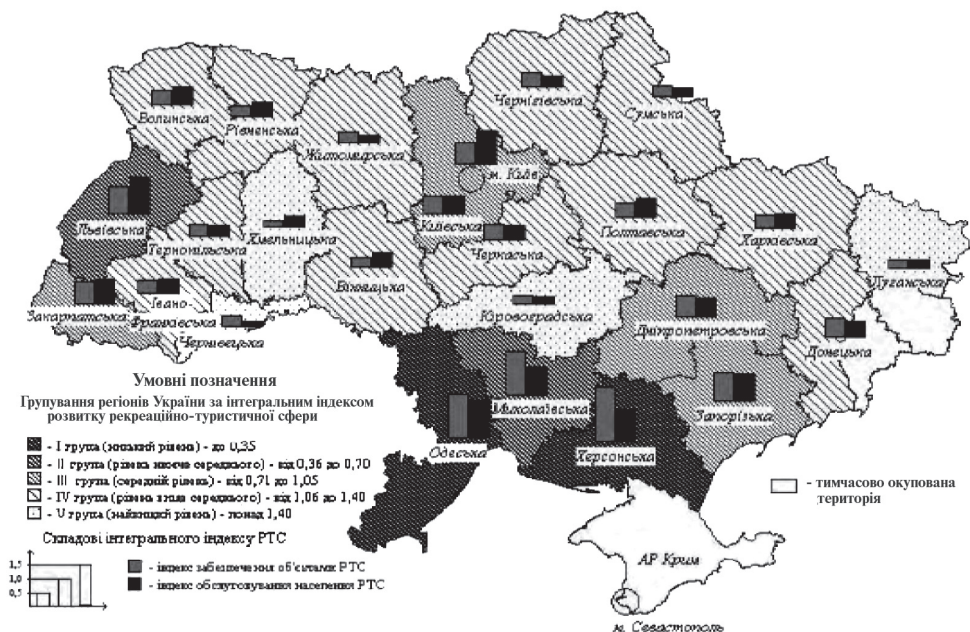 Волинська
Рівненська
Житомирська
Чернігівська
Сумська
м. Київ
Львівська
Тернопільська
Хмельницька
Київська
Черкаська
Полтавська
Харківська
Луганська
Закарпатська
Івано-
Франківська
Чернівецька
Вінницька
Кіровоградська
Дніпропетровська
Донецька
Миколаївська
Запорізька
Одеська
Херсонська
АР Крим
м. Севастополь
Умовні позначення
Групування регіонів України за інтегральним індексом
розвитку рекреаційно-туристичної сфери
- І група (низький рівень) - до 0,35
- ІІ група (рівень нижче середнього) - від 0,36 до 0,70
- ІІІ група (середній рівень) - від 0,71 до 1,05
- ІV група (рівень вище середнього) - від 1,06 до 1,40
- V група (найвищий рівень) - понад 1,40
Складові інтегрального індексу РТС
1,5
1,0
0,5
- індекс забезпечення об'єктами РТС
- індекс обслуговування населення РТС
- тимчасово окупована
територія